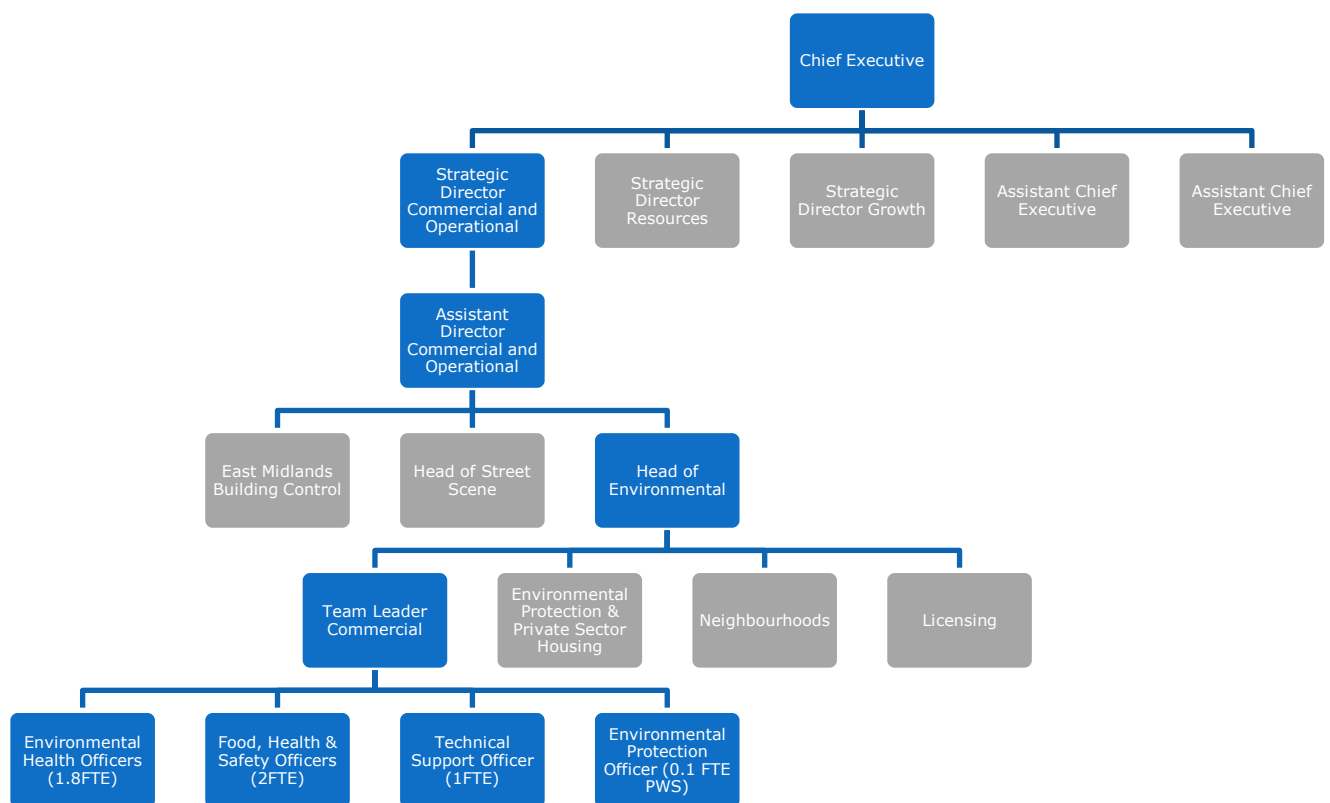 Chief Executive
Strategic
Director
Commercial and
Operational
Strategic
Director
Resources
Strategic
Director Growth
Assistant Chief
Executive
Assistant Chief
Executive
Assistant
Director
Commercial and
Operational
East Midlands
Building Control
Head of Street
Scene
Head of
Environmental
Team Leader
Commercial
Environmental
Protection &
Private Sector
Housing
Neighbourhoods
Licensing
Environmental
Health Officers
(1.8FTE)
Food, Health &
Safety Officers
(2FTE)
Technical
Support Officer
(1FTE)
Environmental
Protection
Officer (0.1 FTE
PWS)